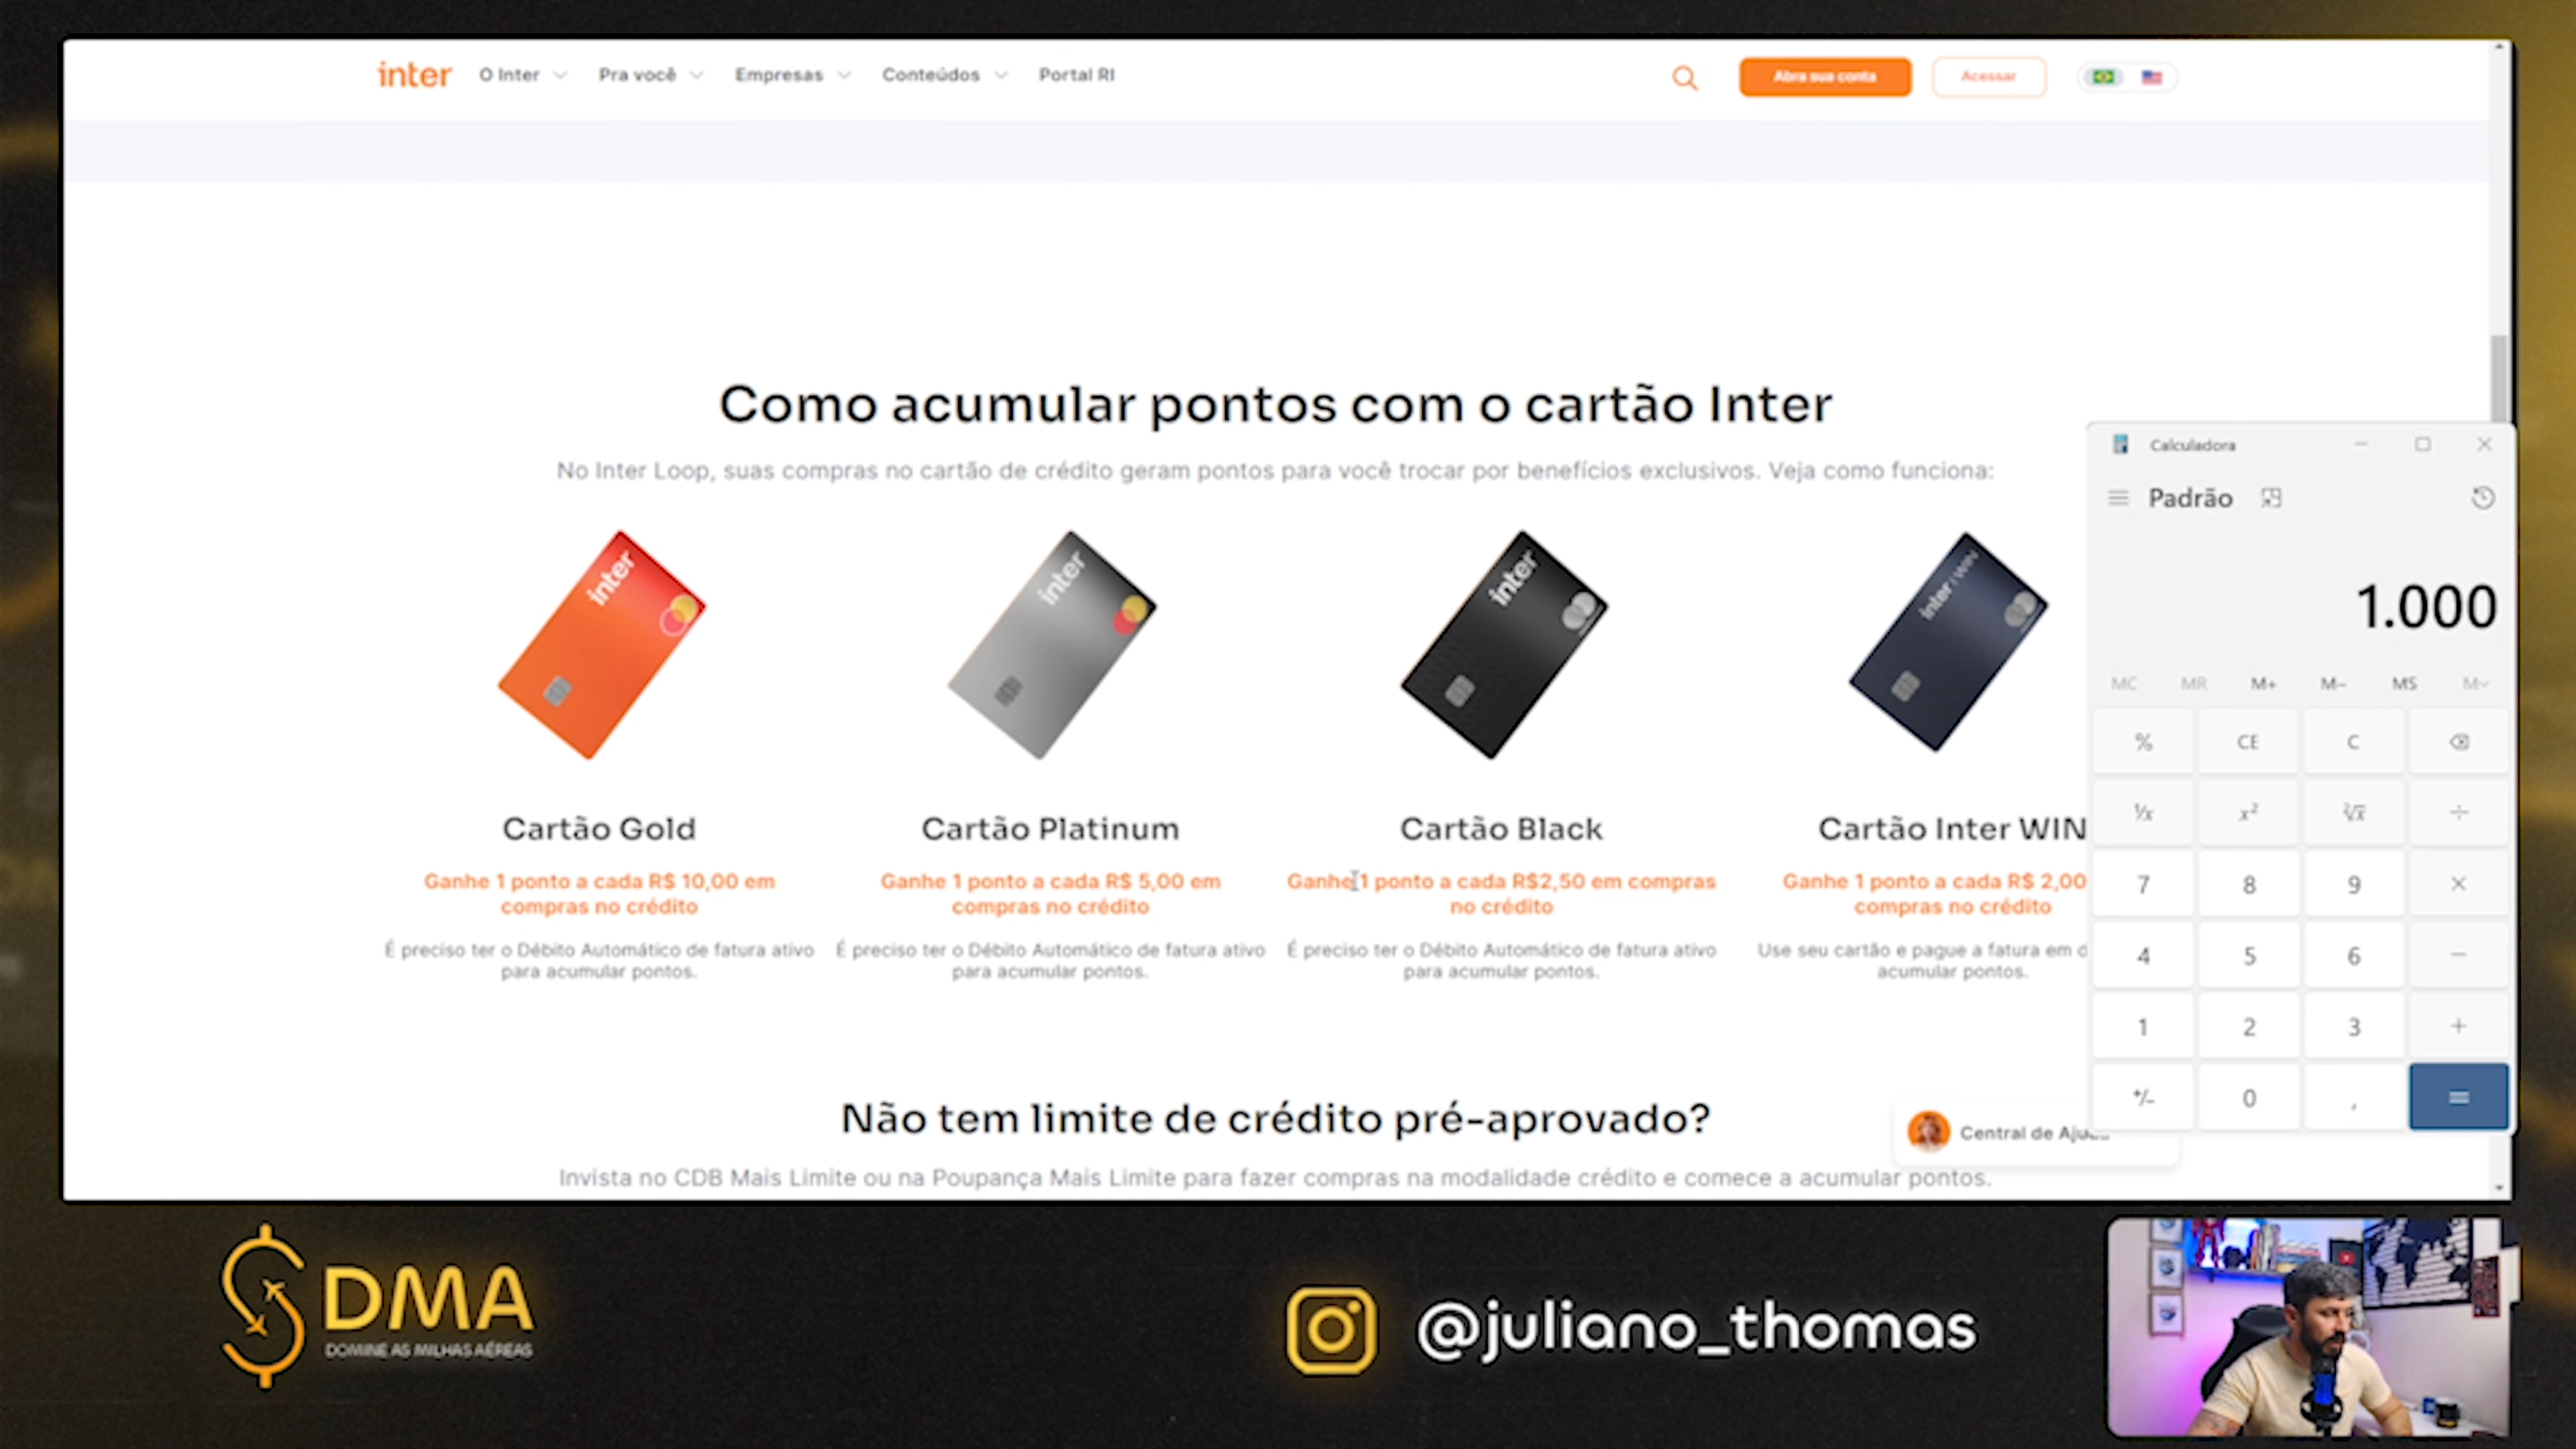 inter O Inter Pra você Empresas Conteúdos Portal RI Abra sua conta Acessar
Como acumular pontos com o cartão Inter
No Inter Loop, suas compras no cartão de crédito geram pontos para você trocar por benefícios exclusivos. Veja como funciona:
inter
inter
inter
inter WIN
Cartão Gold
Ganhe 1 ponto a cada R$ 10,00 em
compras no crédito
É preciso ter o Débito Automático de fatura ativo
para acumular pontos.
Cartão Platinum
Ganhe 1 ponto a cada R$ 5,00 em
compras no crédito
É preciso ter o Débito Automático de fatura ativo
para acumular pontos.
Cartão Black
Ganhe 1 ponto a cada R$2,50 em compras
no crédito
É preciso ter o Débito Automático de fatura ativo
para acumular pontos.
Cartão Inter WIN
Ganhe 1 ponto a cada R$ 2,00
compras no crédito
Use seu cartão e pague a fatura em d
acumular pontos.
Calculadora
Padrão
1.000
MC MR M+ M− MS M
% CE C
⅟x x² ²√x ÷
7 8 9 ×
4 5 6 −
1 2 3 +
+/− 0 , =
Não tem limite de crédito pré-aprovado?
Invista no CDB Mais Limite ou na Poupança Mais Limite para fazer compras na modalidade crédito e comece a acumular pontos.
Central de
DMA
DOMINE AS MILHAS AÉREAS
@juliano_thomas